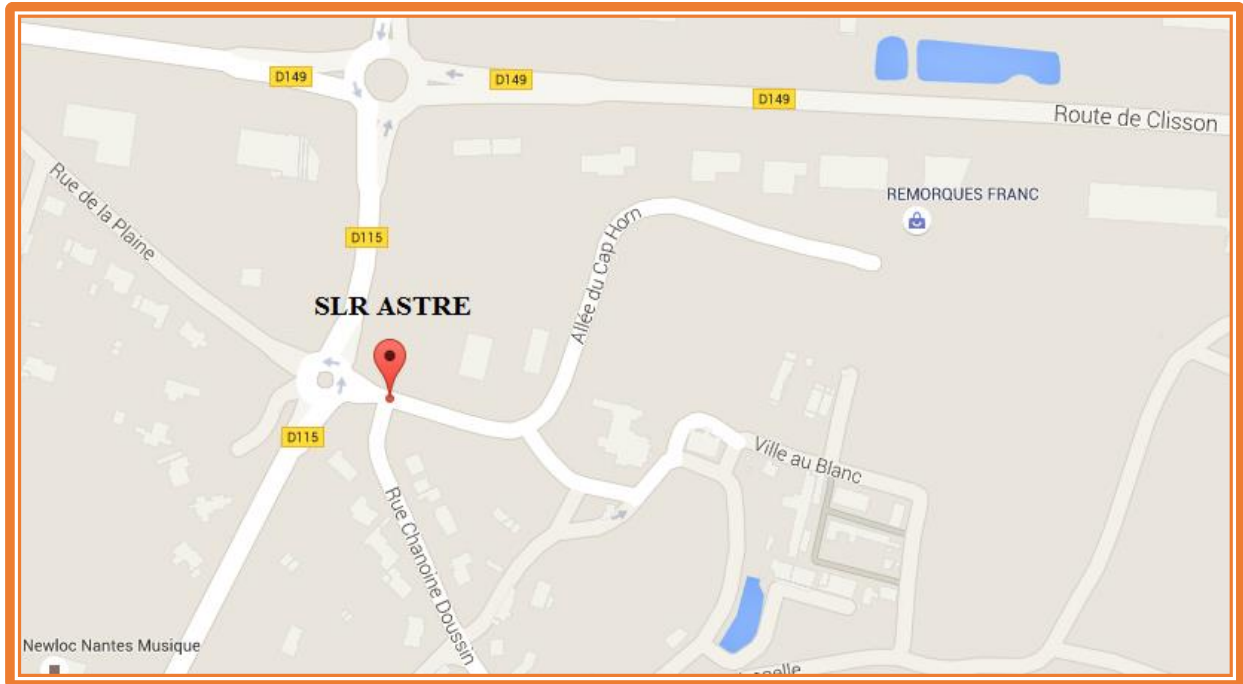 D149
D149
D149
Route de Clisson
Rue de la Plaine
REMORQUES FRANC
D115
Allée du Cap Horn
SLR ASTRE
D115
Ville au Blanc
Rue Chanoine Doussin
Newloc Nantes Musique